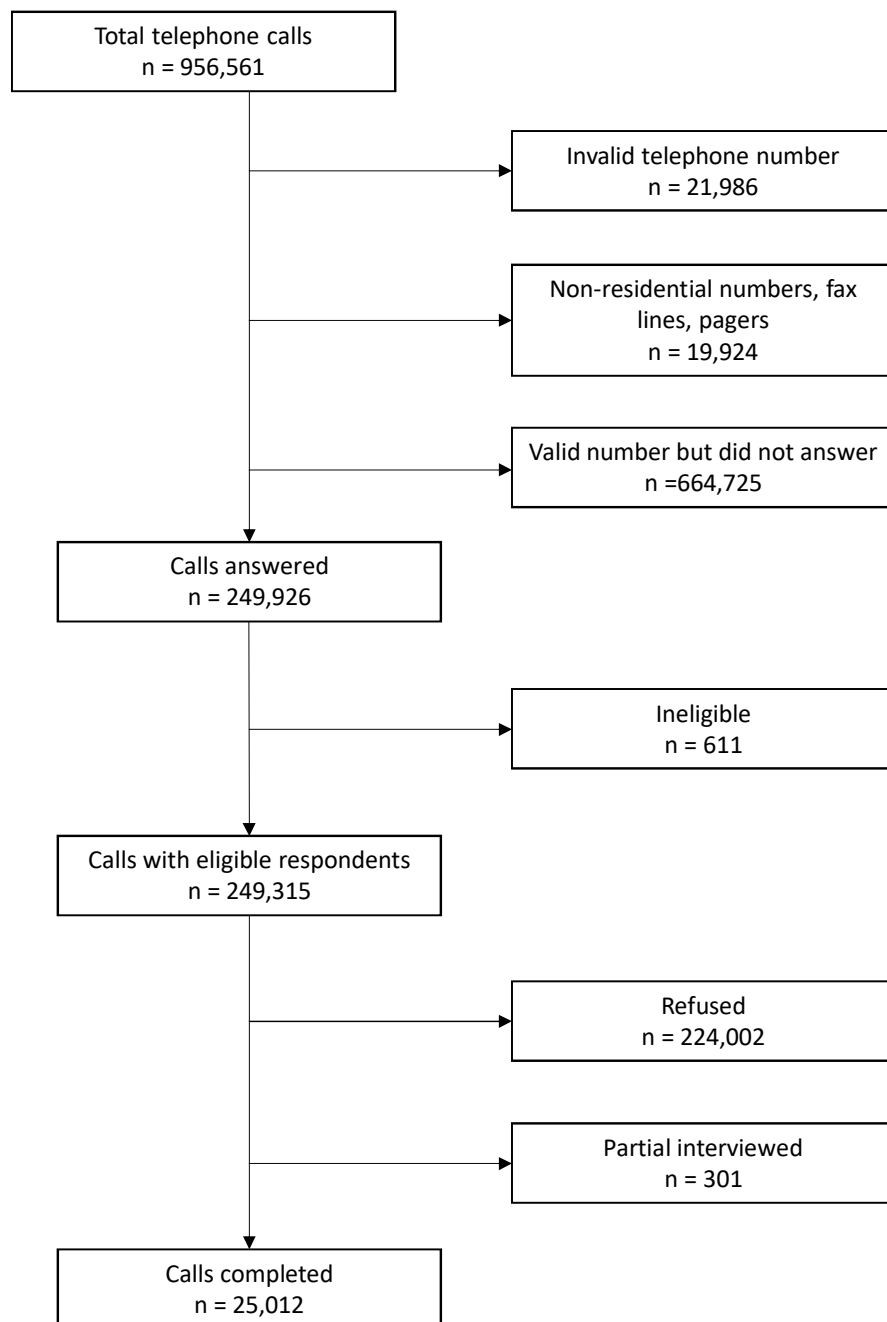 Total telephone calls
n = 956,561
Invalid telephone number
n = 21,986
Non-residential numbers, fax
lines, pagers
n = 19,924
Valid number but did not answer
n =664,725
Calls answered
n = 249,926
Ineligible
n = 611
Calls with eligible respondents
n = 249,315
Refused
n = 224,002
Partial interviewed
n = 301
Calls completed
n = 25,012